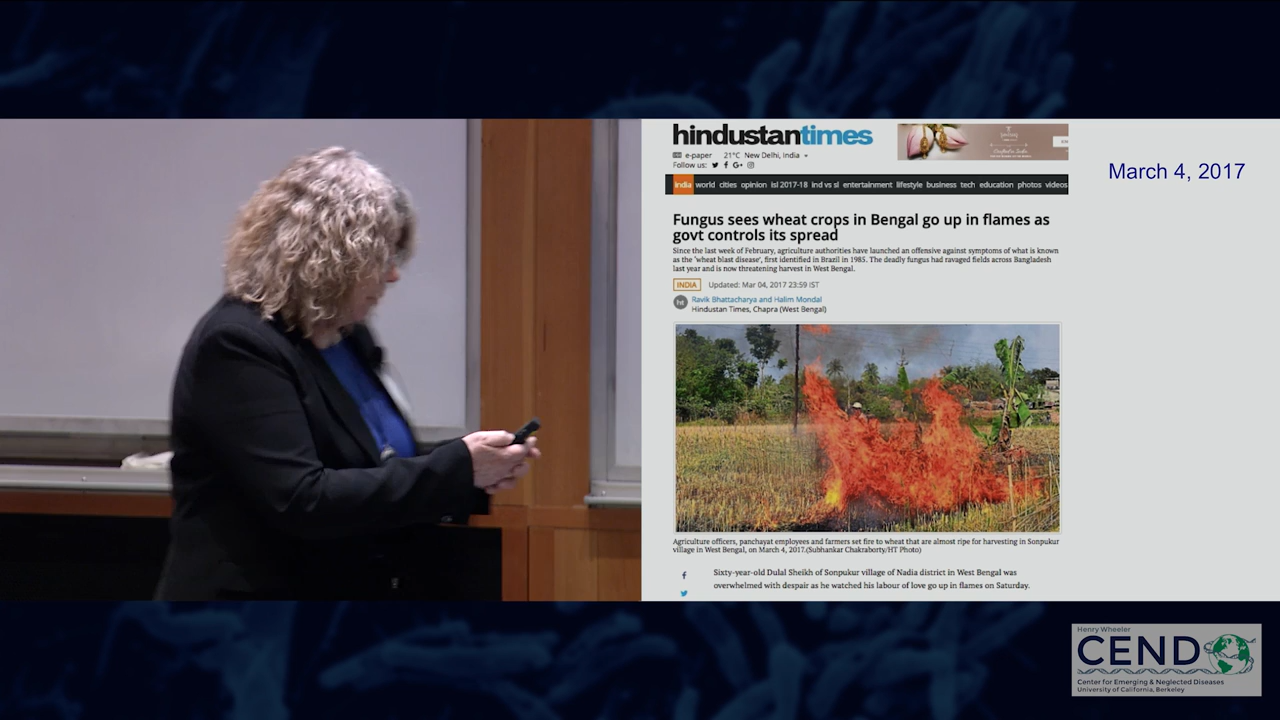 hindustantimes
e-paper 21°C New Delhi, India
Follow us:
india world cities opinion isl 2017-18 ind vs sl entertainment lifestyle business tech education photos videos
March 4, 2017
Fungus sees wheat crops in Bengal go up in flames as
govt controls its spread
Since the last week of February, agriculture authorities have launched an offensive against symptoms of what is known
as the 'wheat blast disease', first identified in Brazil in 1985. The deadly fungus had ravaged fields across Bangladesh
last year and is now threatening harvest in West Bengal.
INDIA Updated: Mar 04, 2017 23:59 IST
ht Ravik Bhattacharya and Halim Mondal
Hindustan Times, Chapra (West Bengal)
Agriculture officers, panchayat employees and farmers set fire to wheat that are almost ripe for harvesting in Sonpukur
village in West Bengal, on March 4, 2017.(Subhankar Chakraborty/HT Photo)
Sixty-year-old Dulal Sheikh of Sonpukur village of Nadia district in West Bengal was
overwhelmed with despair as he watched his labour of love go up in flames on Saturday.
Henry Wheeler
CEND
Center for Emerging & Neglected Diseases
University of California, Berkeley